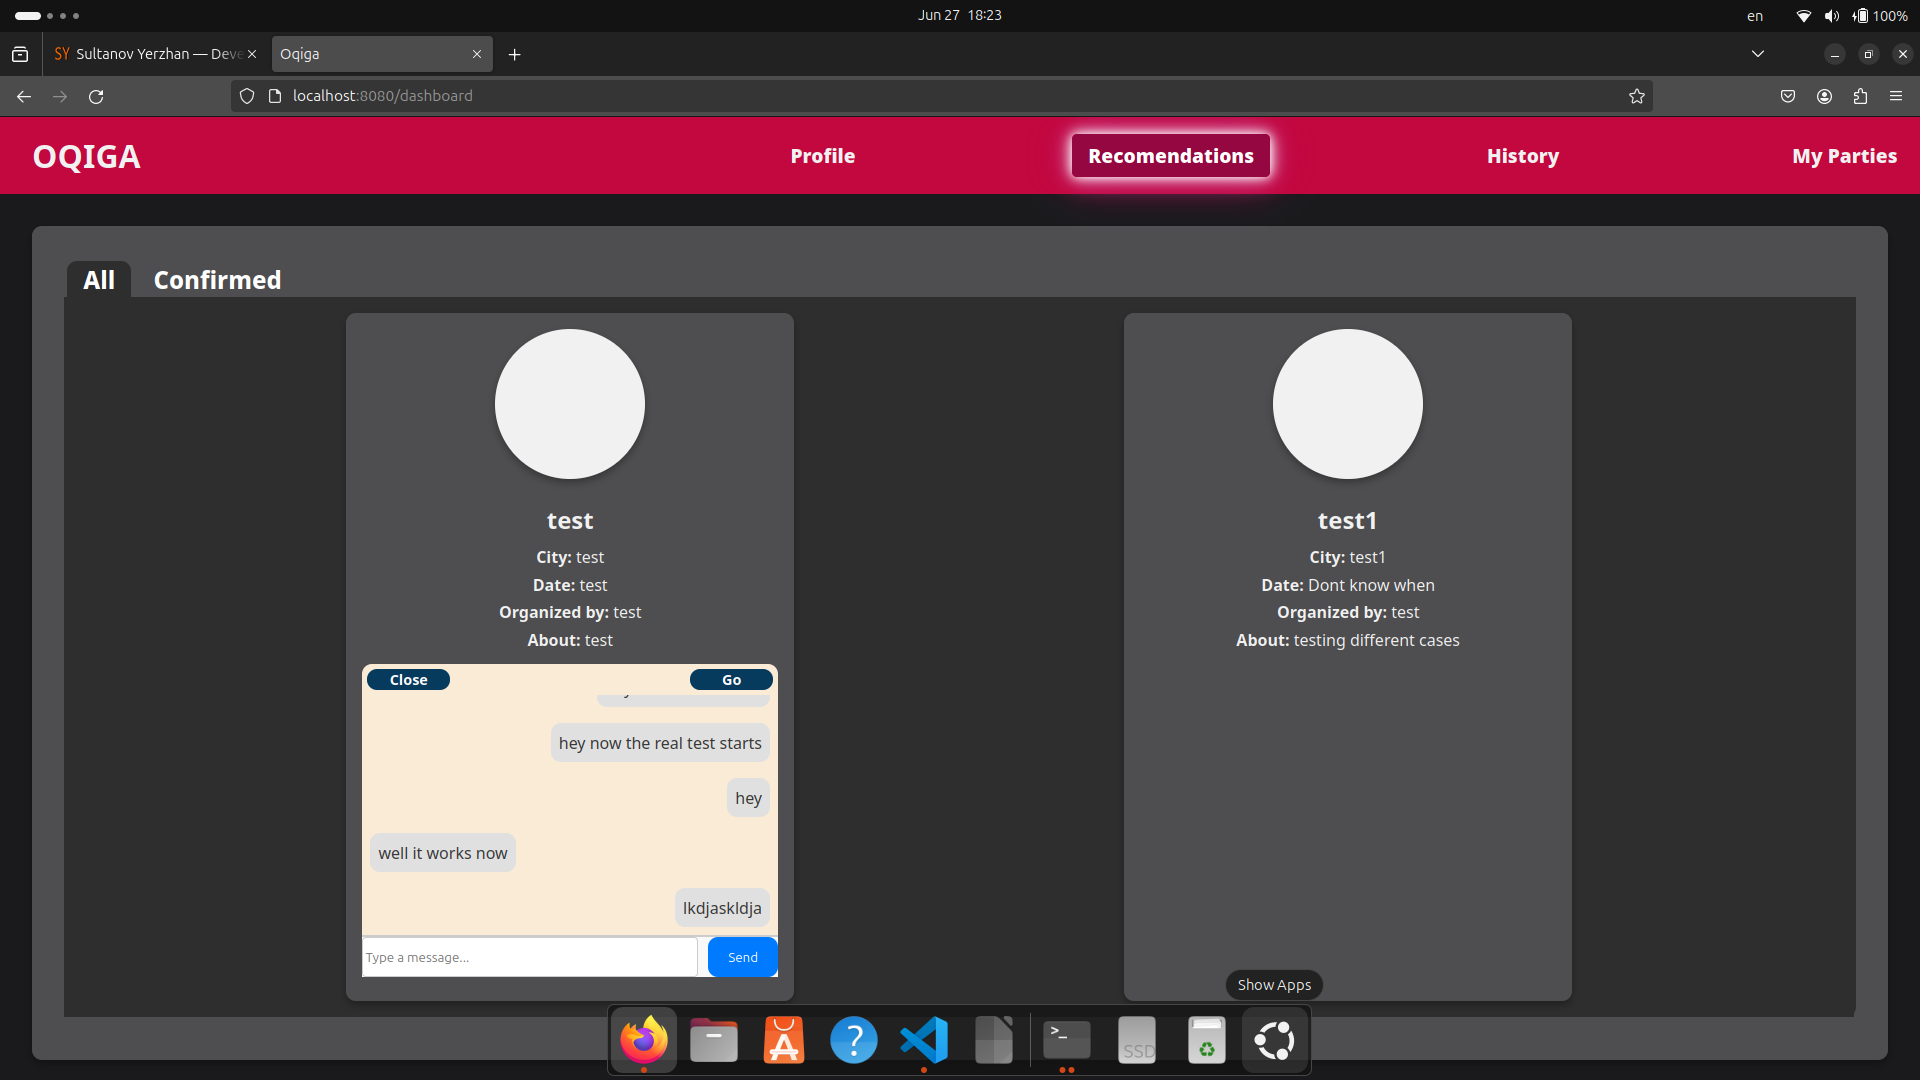 Jun 27 18:23
en
100%
SY Sultanov Yerzhan — Deve
Oqiga
localhost:8080/dashboard
OQIGA
Profile
Recomendations
History
My Parties
All
Confirmed
test
City: test
Date: test
Organized by: test
About: test
Close
Go
hey now the real test starts
hey
well it works now
lkdjaskldja
Type a message...
Send
test1
City: test1
Date: Dont know when
Organized by: test
About: testing different cases
Show Apps
SSD